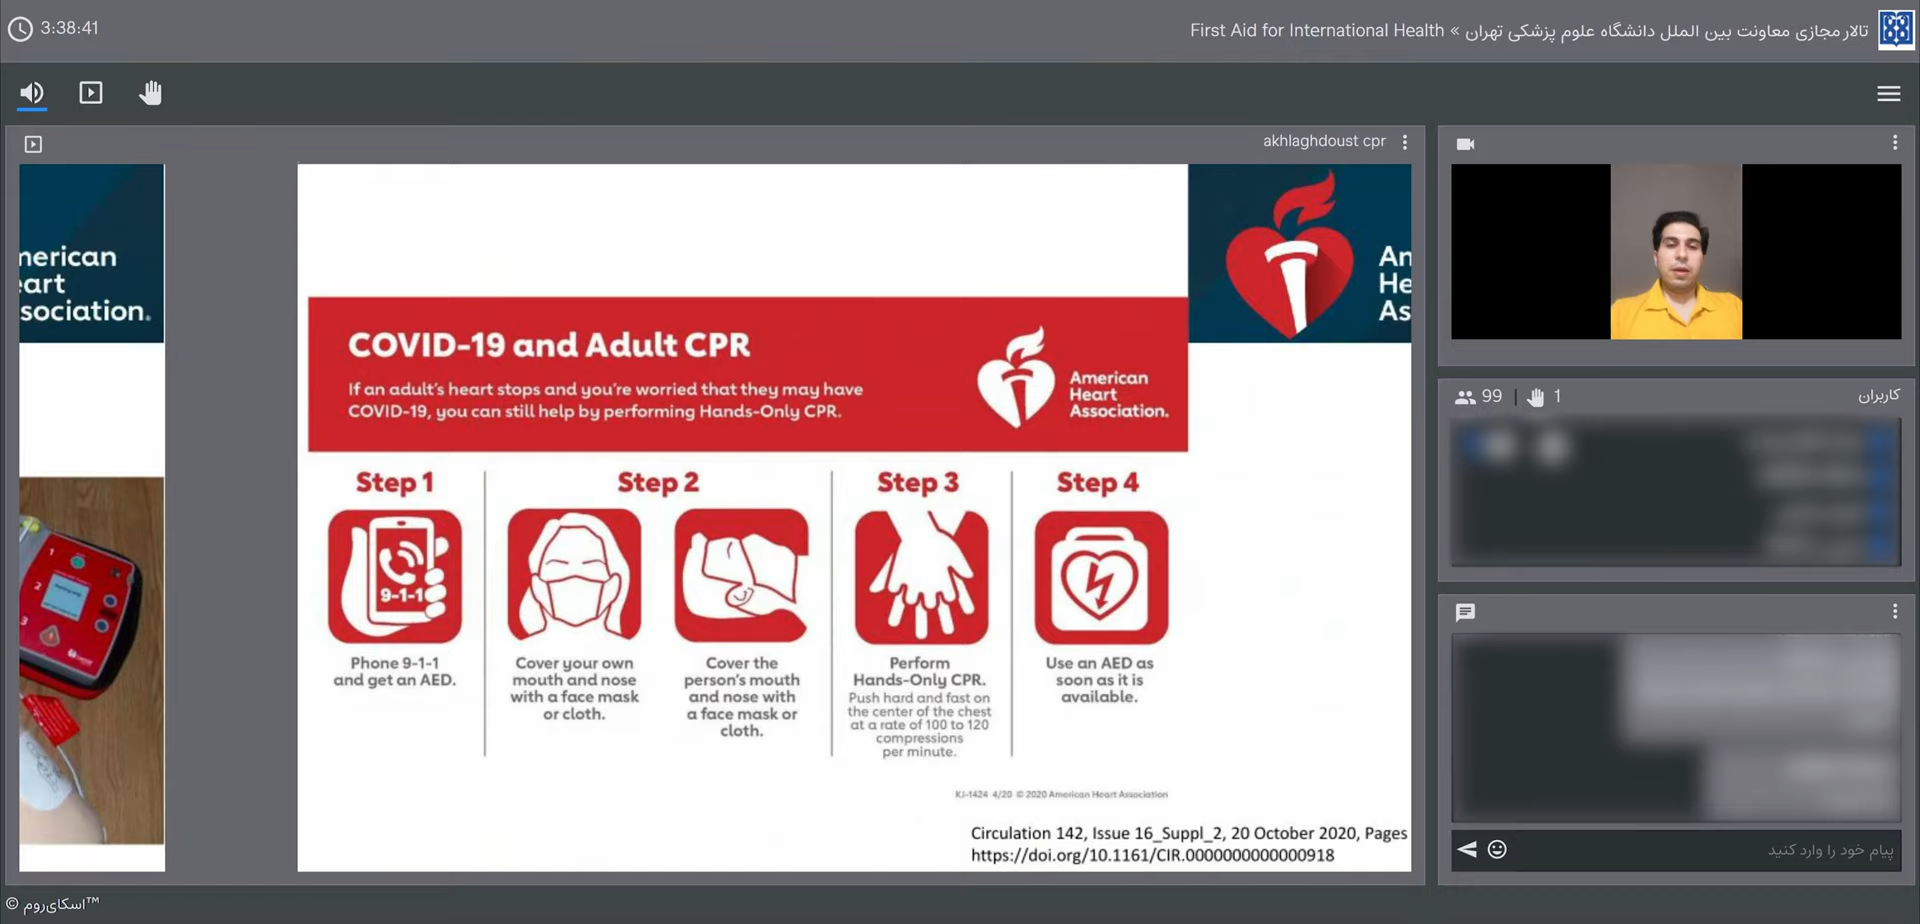 3:38:41
تالار مجازی معاونت بین الملل دانشگاه علوم پزشکی تهران » First Aid for International Health
akhlaghdoust cpr
merican
eart
sociation.
An
He
As
COVID-19 and Adult CPR
If an adult's heart stops and you're worried that they may have
COVID-19, you can still help by performing Hands-Only CPR.
American
Heart
Association.
Step 1
9-1-1
Phone 9-1-1
and get an AED.
Step 2
Cover your own
mouth and nose
with a face mask
or cloth.
Cover the
person's mouth
and nose with
a face mask or
cloth.
Step 3
Perform
Hands-Only CPR.
Push hard and fast on
the center of the chest
at a rate of 100 to 120
compressions
per minute.
Step 4
Use an AED as
soon as it is
available.
KJ-1424 4/20 © 2020 American Heart Association
Circulation 142, Issue 16_Suppl_2, 20 October 2020, Pages
https://doi.org/10.1161/CIR.0000000000000918
کاربران
99 | 1
پیام خود را وارد کنید
© اسکای‌روم™